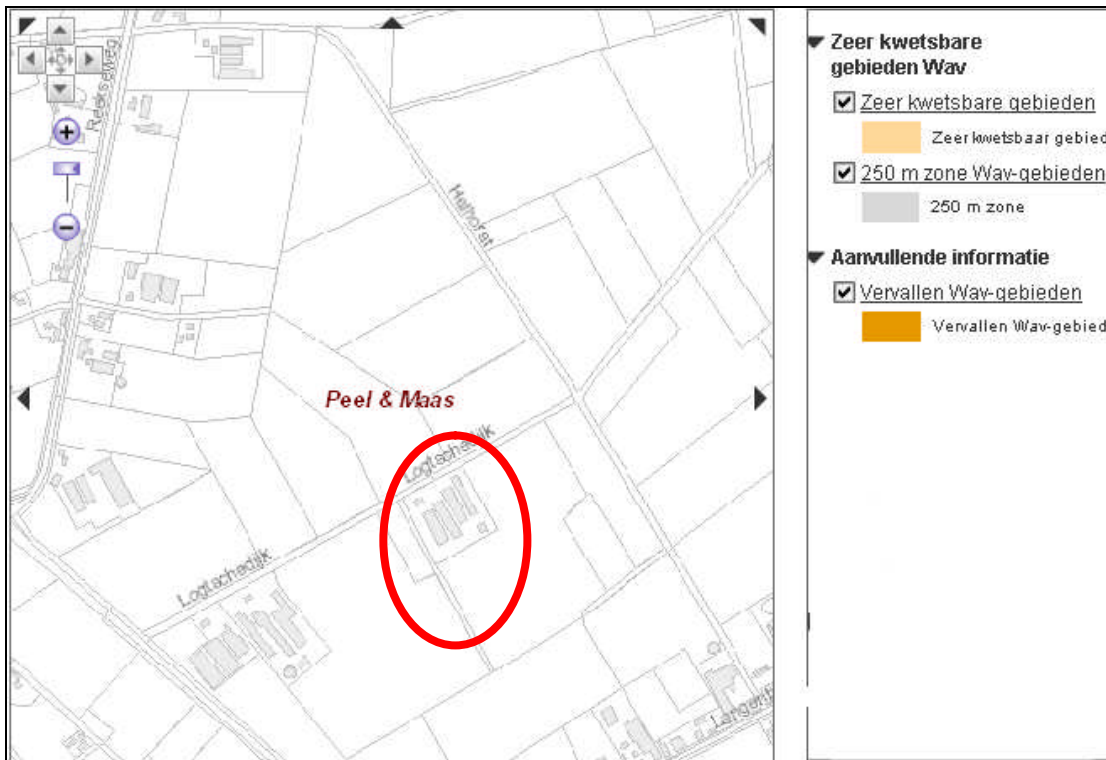 Reekseweg
Halhorst
Peel & Maas
Logtschedijk
Logtschedijk
Zeer kwetsbare
gebieden Wav
Zeer kwetsbare gebieden
Zeer kwetsbaar gebied
250 m zone Wav-gebieden
250 m zone
Aanvullende informatie
Vervallen Wav-gebieden
Vervallen Wav-gebied